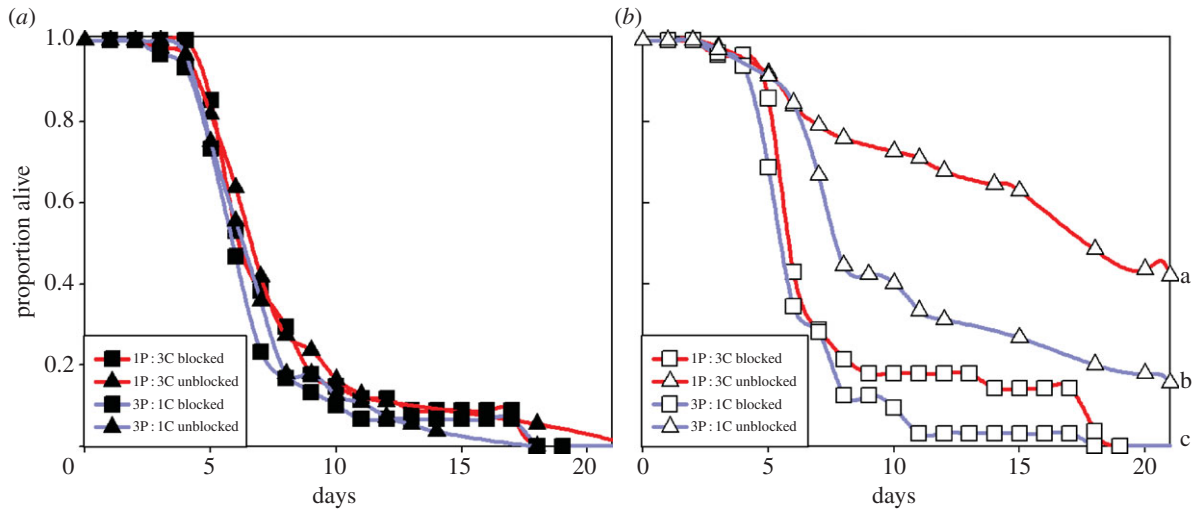 (a)
(b)
proportion alive
1.0
0.8
0.6
0.4
0.2
0
5
10
15
20
days
1P : 3C blocked
1P : 3C unblocked
3P : 1C blocked
3P : 1C unblocked
0
5
10
15
20
days
1P : 3C blocked
1P : 3C unblocked
3P : 1C blocked
3P : 1C unblocked
a
b
c